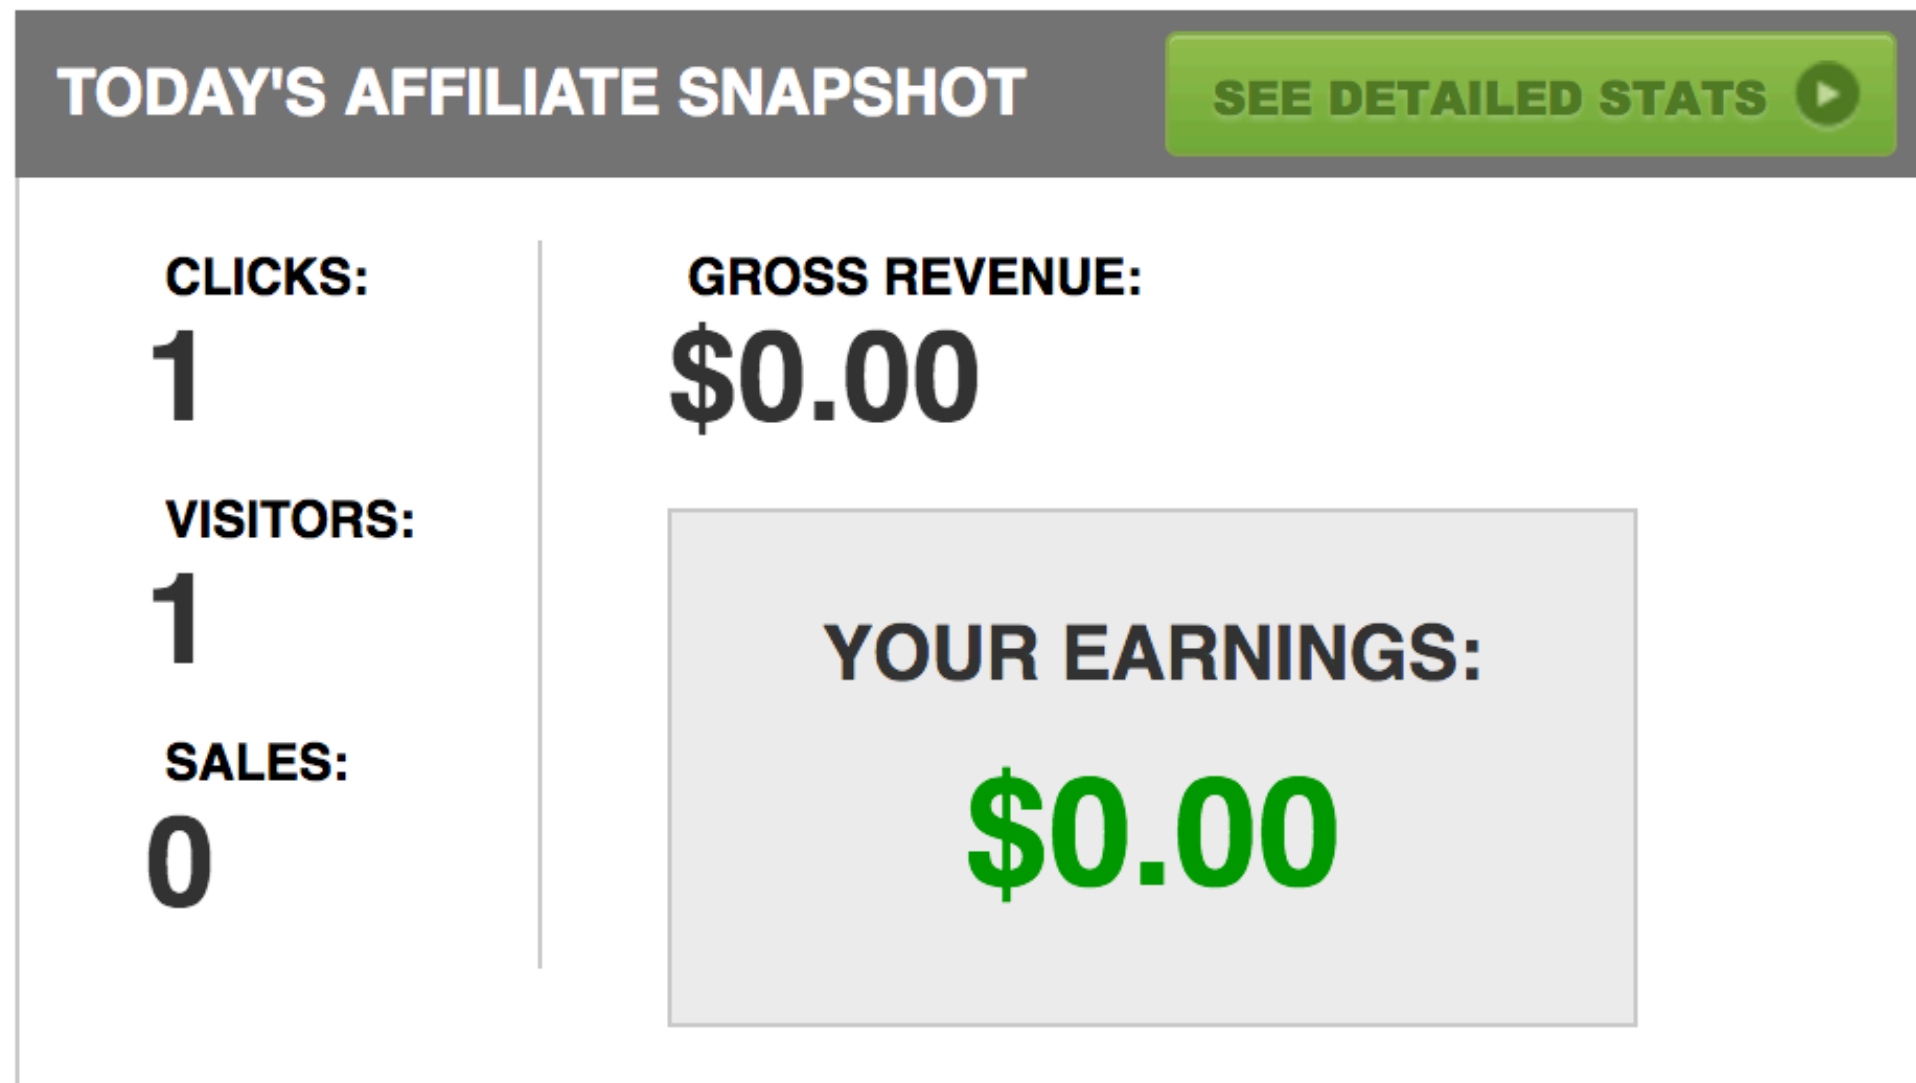 TODAY'S AFFILIATE SNAPSHOT
SEE DETAILED STATS
CLICKS:
1
VISITORS:
1
SALES:
0
GROSS REVENUE:
$0.00
YOUR EARNINGS:
$0.00